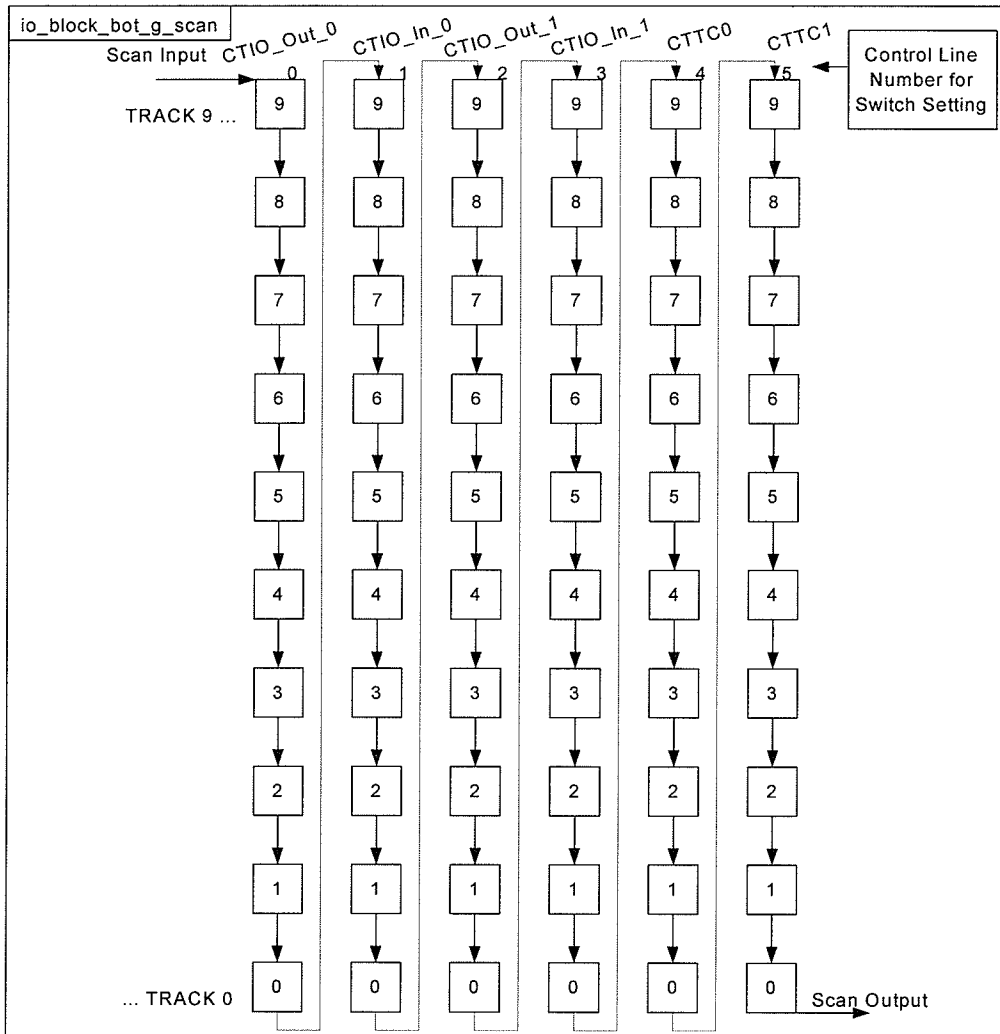 io_block_bot_g_scan
Scan Input
CTIO_Out_0
CTIO_In_0
CTIO_Out_1
CTIO_In_1
CTTC0
CTTC1
Control Line
Number for
Switch Setting
0 1 2 3 4 5
TRACK 9 ...
9 9 9 9 9 9
8 8 8 8 8 8
7 7 7 7 7 7
6 6 6 6 6 6
5 5 5 5 5 5
4 4 4 4 4 4
3 3 3 3 3 3
2 2 2 2 2 2
1 1 1 1 1 1
... TRACK 0
0 0 0 0 0 0
Scan Output